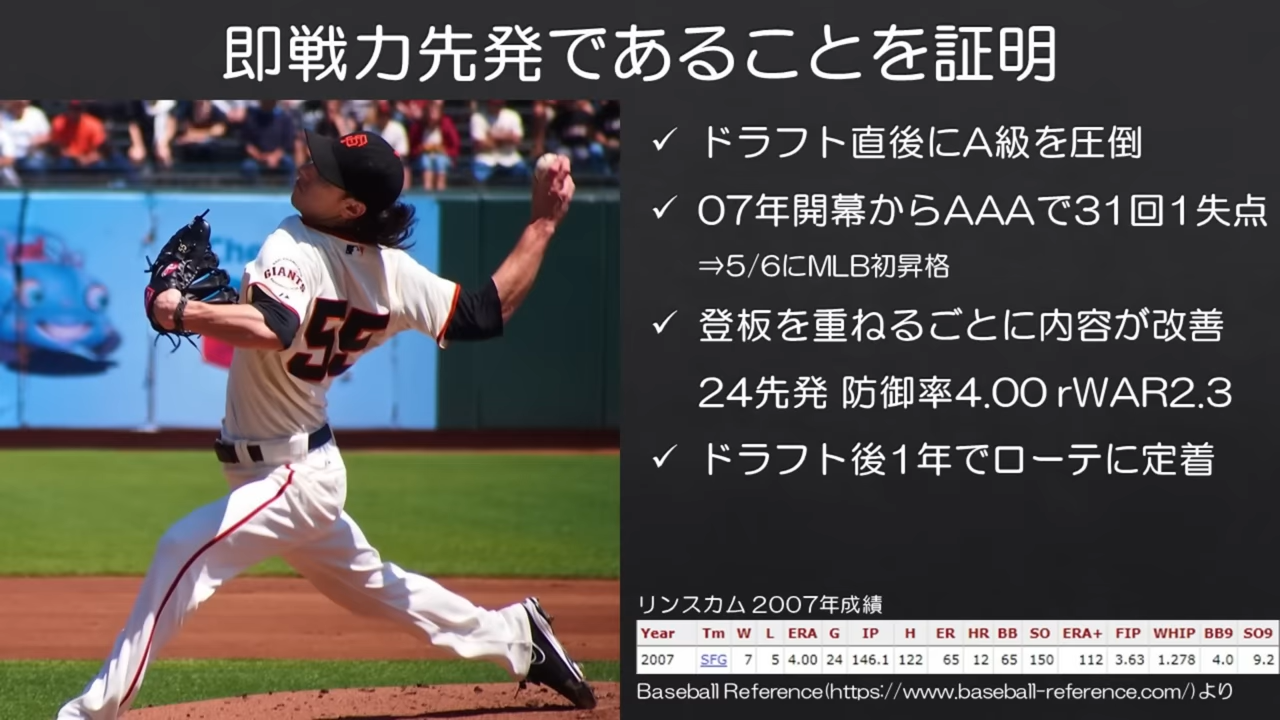 即戦力先発であることを証明
✓ ドラフト直後にA級を圧倒
✓ 07年開幕からAAAで31回1失点
⇒5/6にMLB初昇格
✓ 登板を重ねるごとに内容が改善
24先発 防御率4.00 rWAR2.3
✓ ドラフト後1年でローテに定着
GIANTS
55
リンスカム 2007年成績
Year Tm W L ERA G IP H ER HR BB SO ERA+ FIP WHIP BB9 SO9
2007 SFG 7 5 4.00 24 146.1 122 65 12 65 150 112 3.63 1.278 4.0 9.2
Baseball Reference(https://www.baseball-reference.com/)より